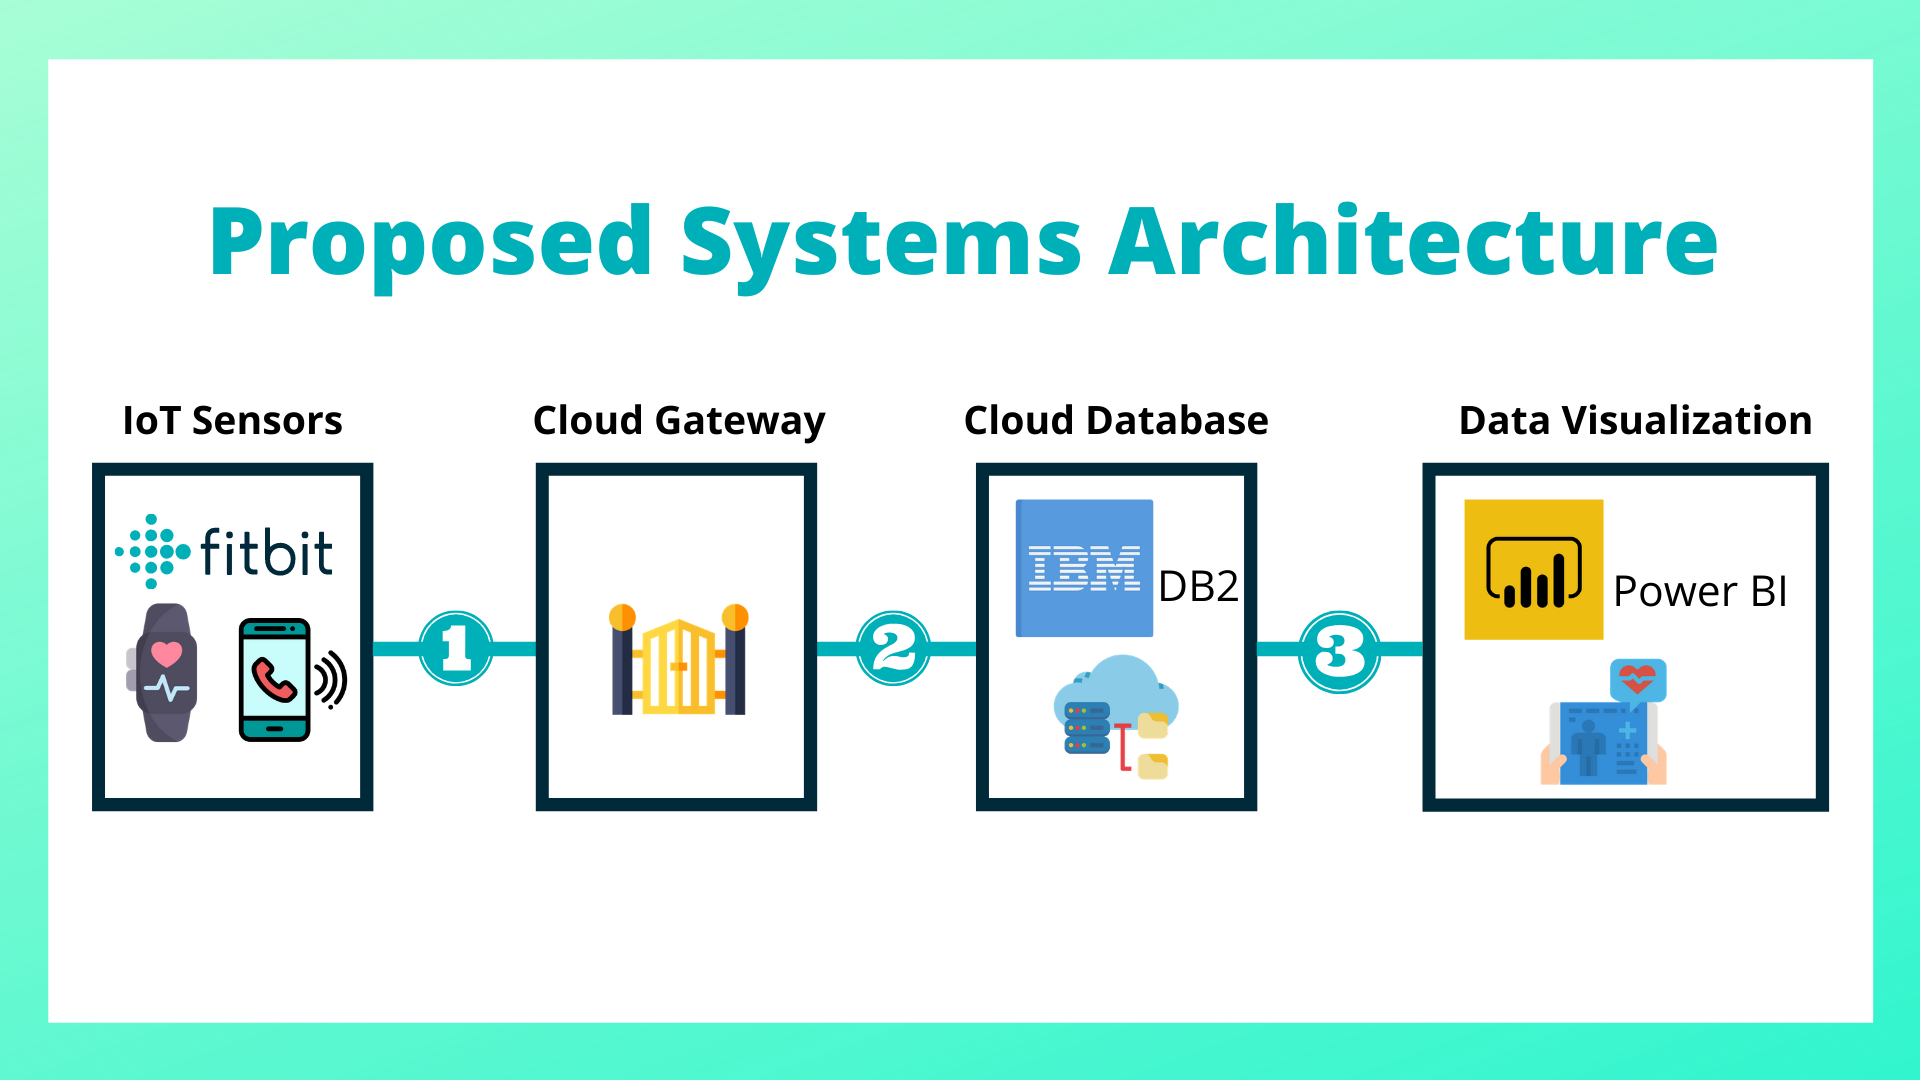 Proposed Systems Architecture
IoT Sensors
Cloud Gateway
Cloud Database
Data Visualization
fitbit
1
2
IBM
DB2
3
Power BI